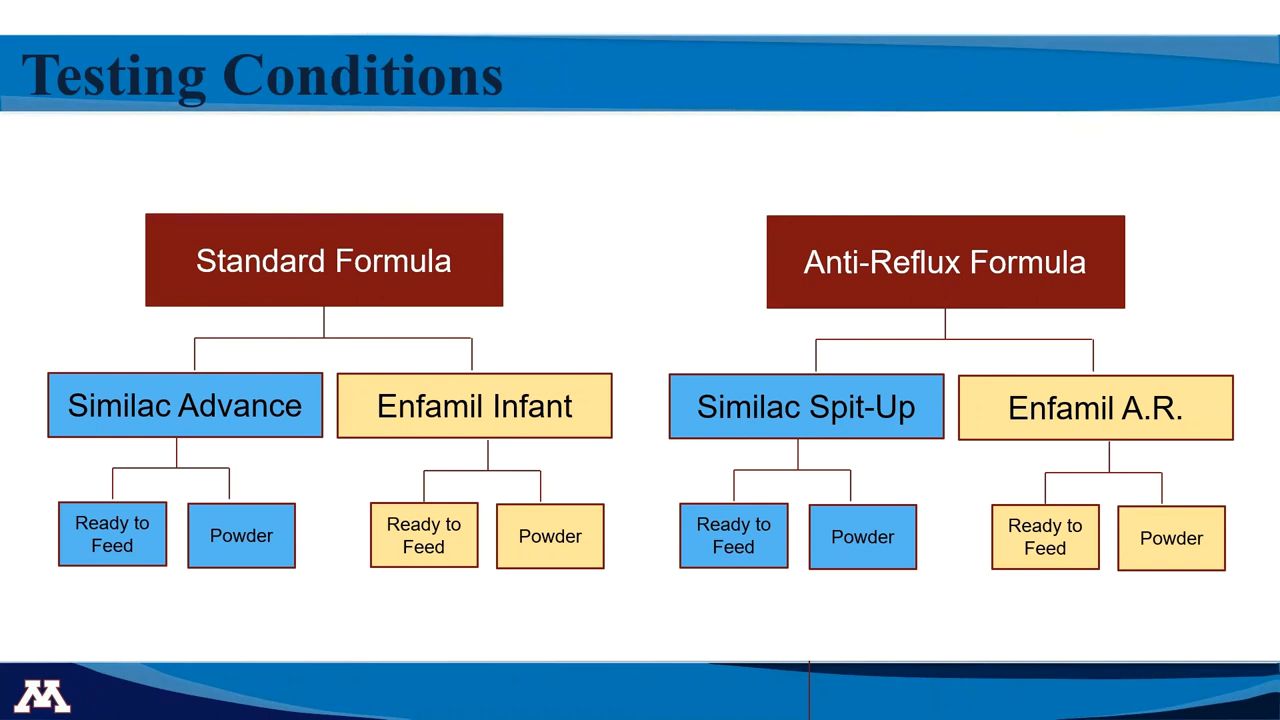 Testing Conditions
Standard Formula
Anti-Reflux Formula
Similac Advance
Enfamil Infant
Similac Spit-Up
Enfamil A.R.
Ready to
Feed
Powder
Ready to
Feed
Powder
Ready to
Feed
Powder
Ready to
Feed
Powder
M